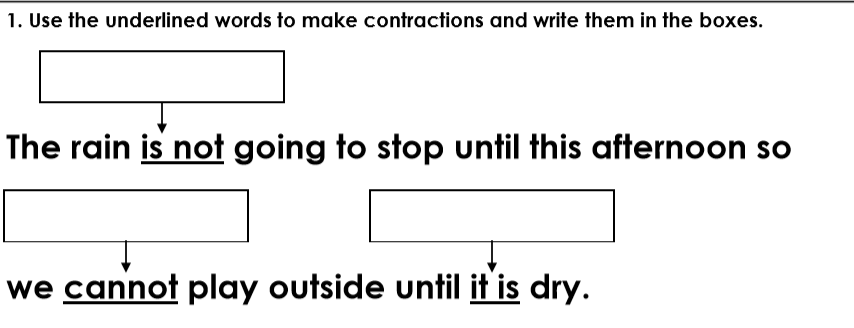 1. Use the underlined words to make contractions and write them in the boxes.
The rain is not going to stop until this afternoon so
we cannot play outside until it is dry.